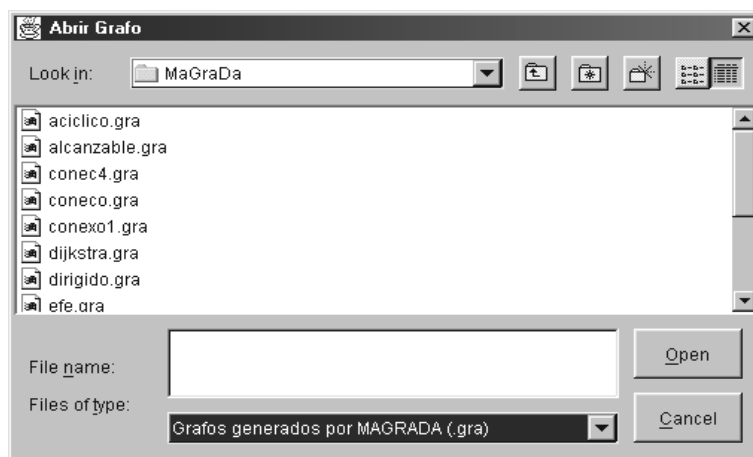 Abrir Grafo
Look in: MaGraDa
aciclico.gra
alcanzable.gra
conec4.gra
coneco.gra
conexo1.gra
dijkstra.gra
dirigido.gra
efe.gra
File name:
Open
Files of type: Grafos generados por MAGRADA (.gra)
Cancel